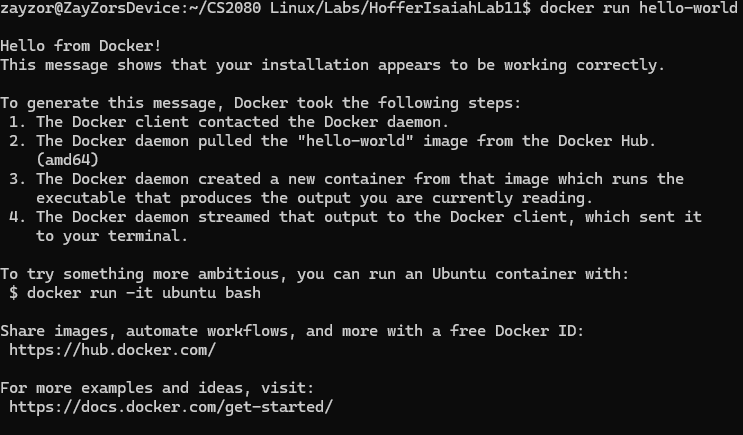 zayzor@ZayZorsDevice:~/CS2080 Linux/Labs/HofferIsaiahLab11$ docker run hello-world
Hello from Docker!
This message shows that your installation appears to be working correctly.
To generate this message, Docker took the following steps:
1. The Docker client contacted the Docker daemon.
2. The Docker daemon pulled the "hello-world" image from the Docker Hub.
(amd64)
3. The Docker daemon created a new container from that image which runs the
executable that produces the output you are currently reading.
4. The Docker daemon streamed that output to the Docker client, which sent it
to your terminal.
To try something more ambitious, you can run an Ubuntu container with:
$ docker run -it ubuntu bash
Share images, automate workflows, and more with a free Docker ID:
https://hub.docker.com/
For more examples and ideas, visit:
https://docs.docker.com/get-started/